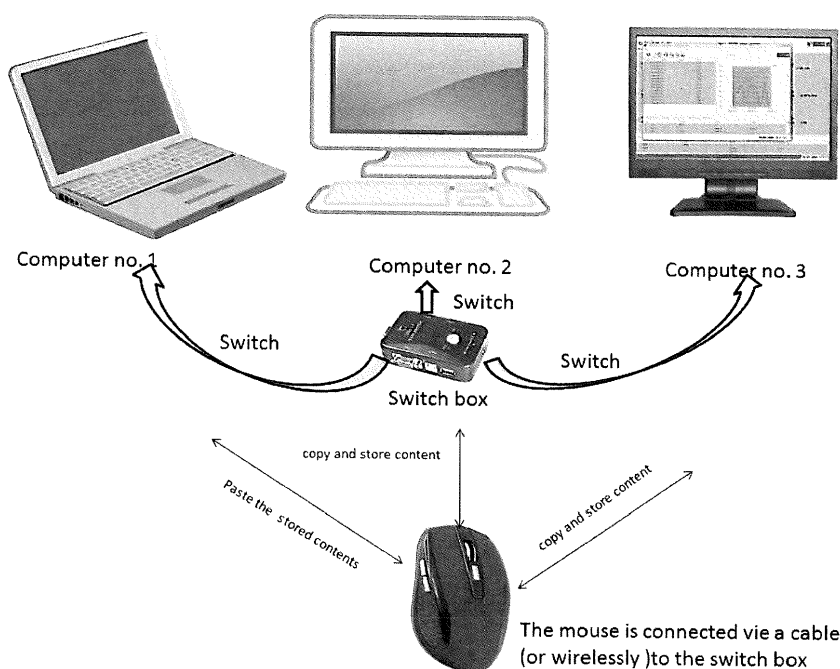 Computer no. 1
Computer no. 2
Computer no. 3
Switch
Switch
Switch
Switch box
copy and store content
Paste the stored contents
copy and store content
The mouse is connected vie a cable
(or wirelessly )to the switch box